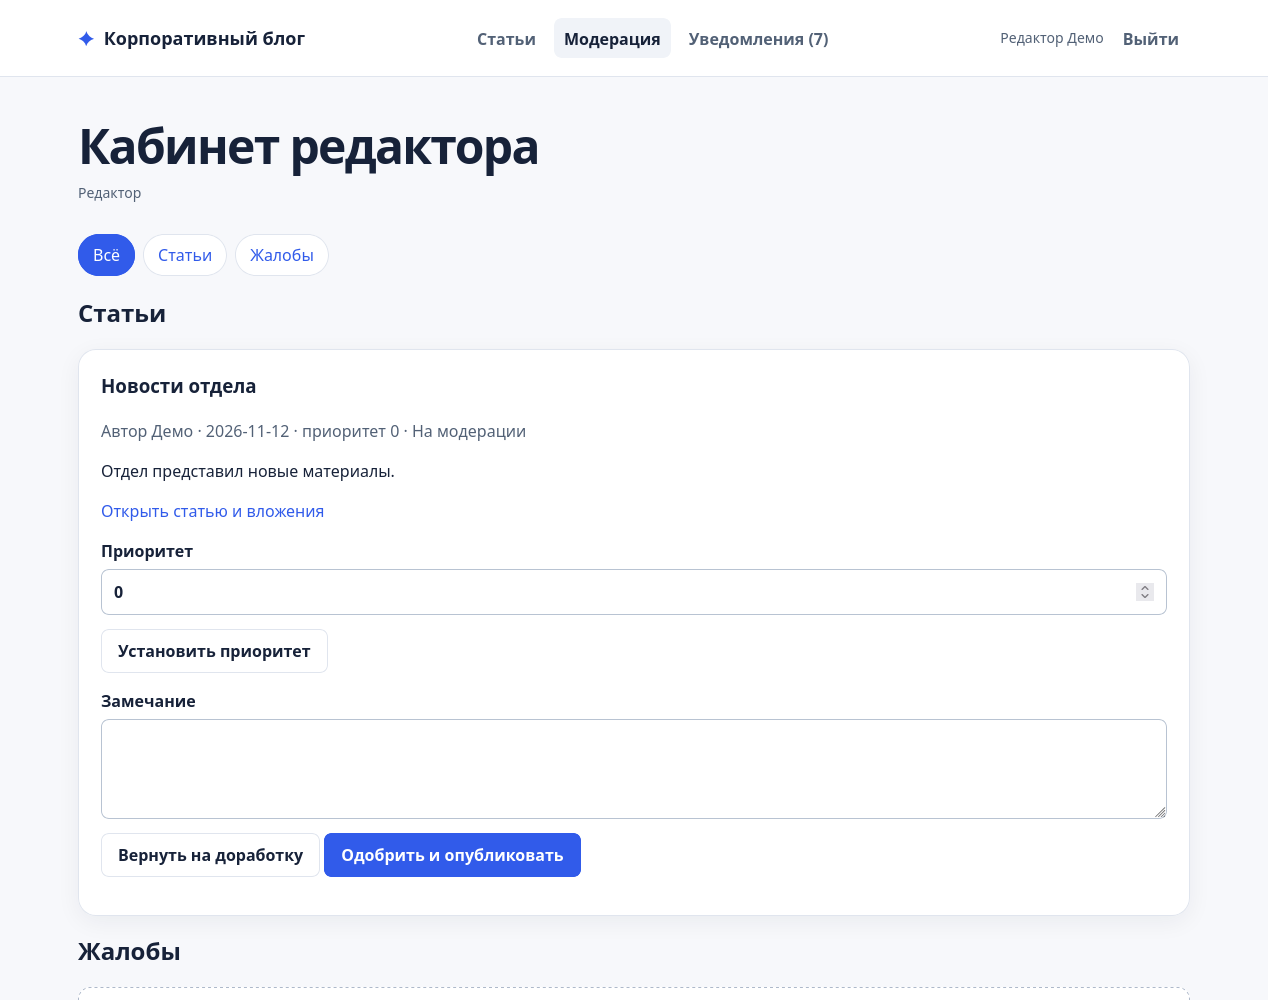 Корпоративный блог
Статьи
Модерация
Уведомления (7)
Редактор Демо
Выйти
Кабинет редактора
Редактор
Всё
Статьи
Жалобы
Статьи
Новости отдела
Автор Демо · 2026-11-12 · приоритет 0 · На модерации
Отдел представил новые материалы.
Открыть статью и вложения
Приоритет
0
Установить приоритет
Замечание
Вернуть на доработку
Одобрить и опубликовать
Жалобы